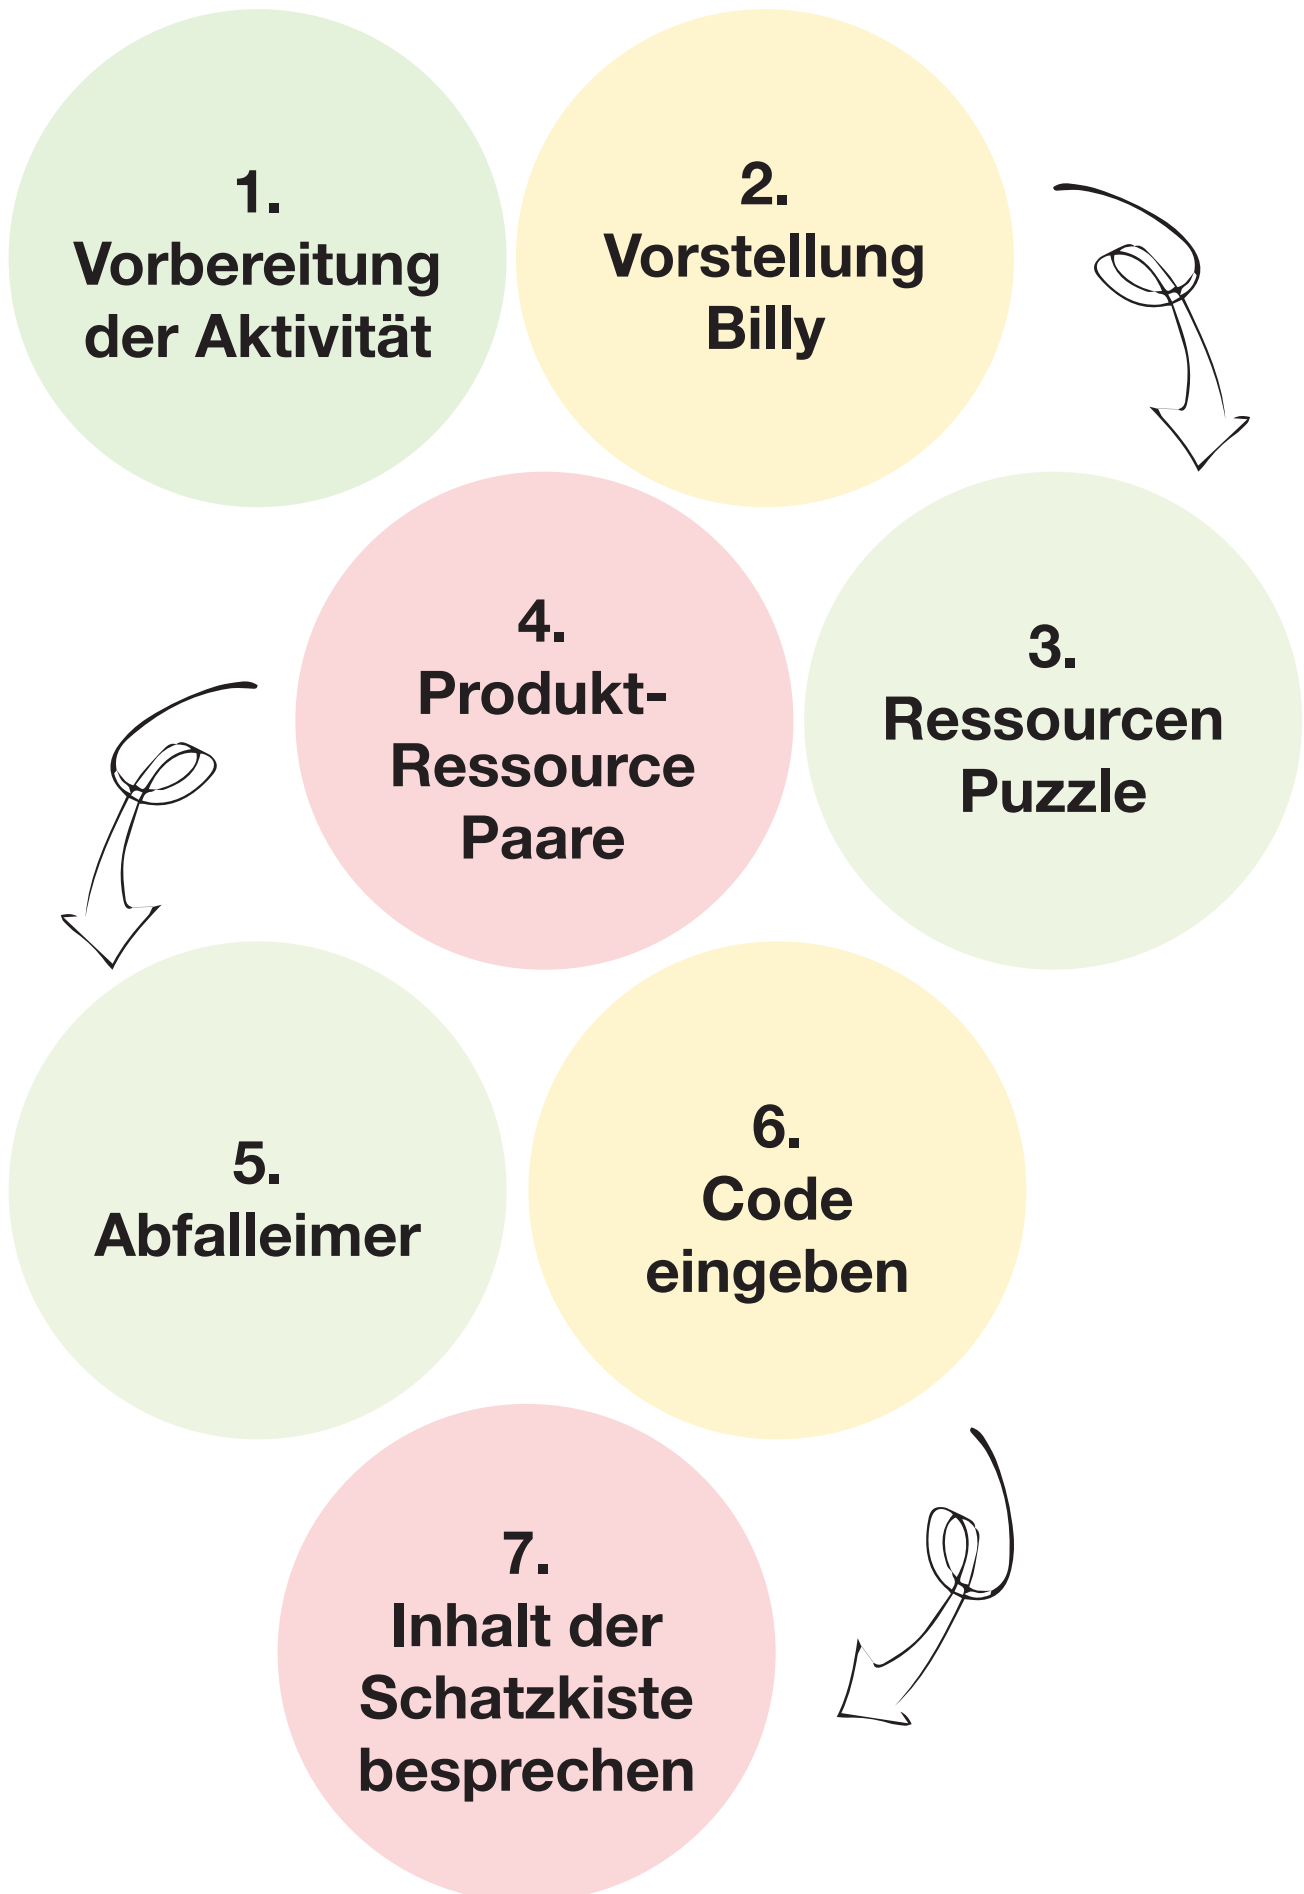 1.
Vorbereitung
der Aktivität
2.
Vorstellung
Billy
3.
Ressourcen
Puzzle
4.
Produkt-
Ressource
Paare
5.
Abfalleimer
6.
Code
eingeben
7.
Inhalt der
Schatzkiste
besprechen